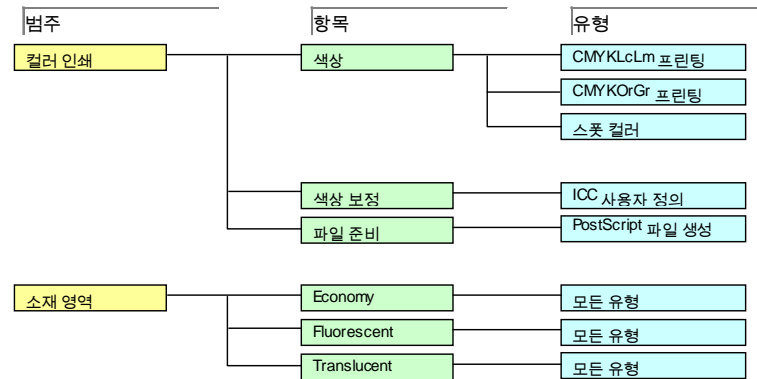 범주 항목 유형
컬러 인쇄 색상 CMYKLcLm 프린팅
CMYKOrGr 프린팅
스폿 컬러
색상 보정 ICC 사용자 정의
파일 준비 PostScript 파일 생성
소재 영역 Economy 모든 유형
Fluorescent 모든 유형
Translucent 모든 유형